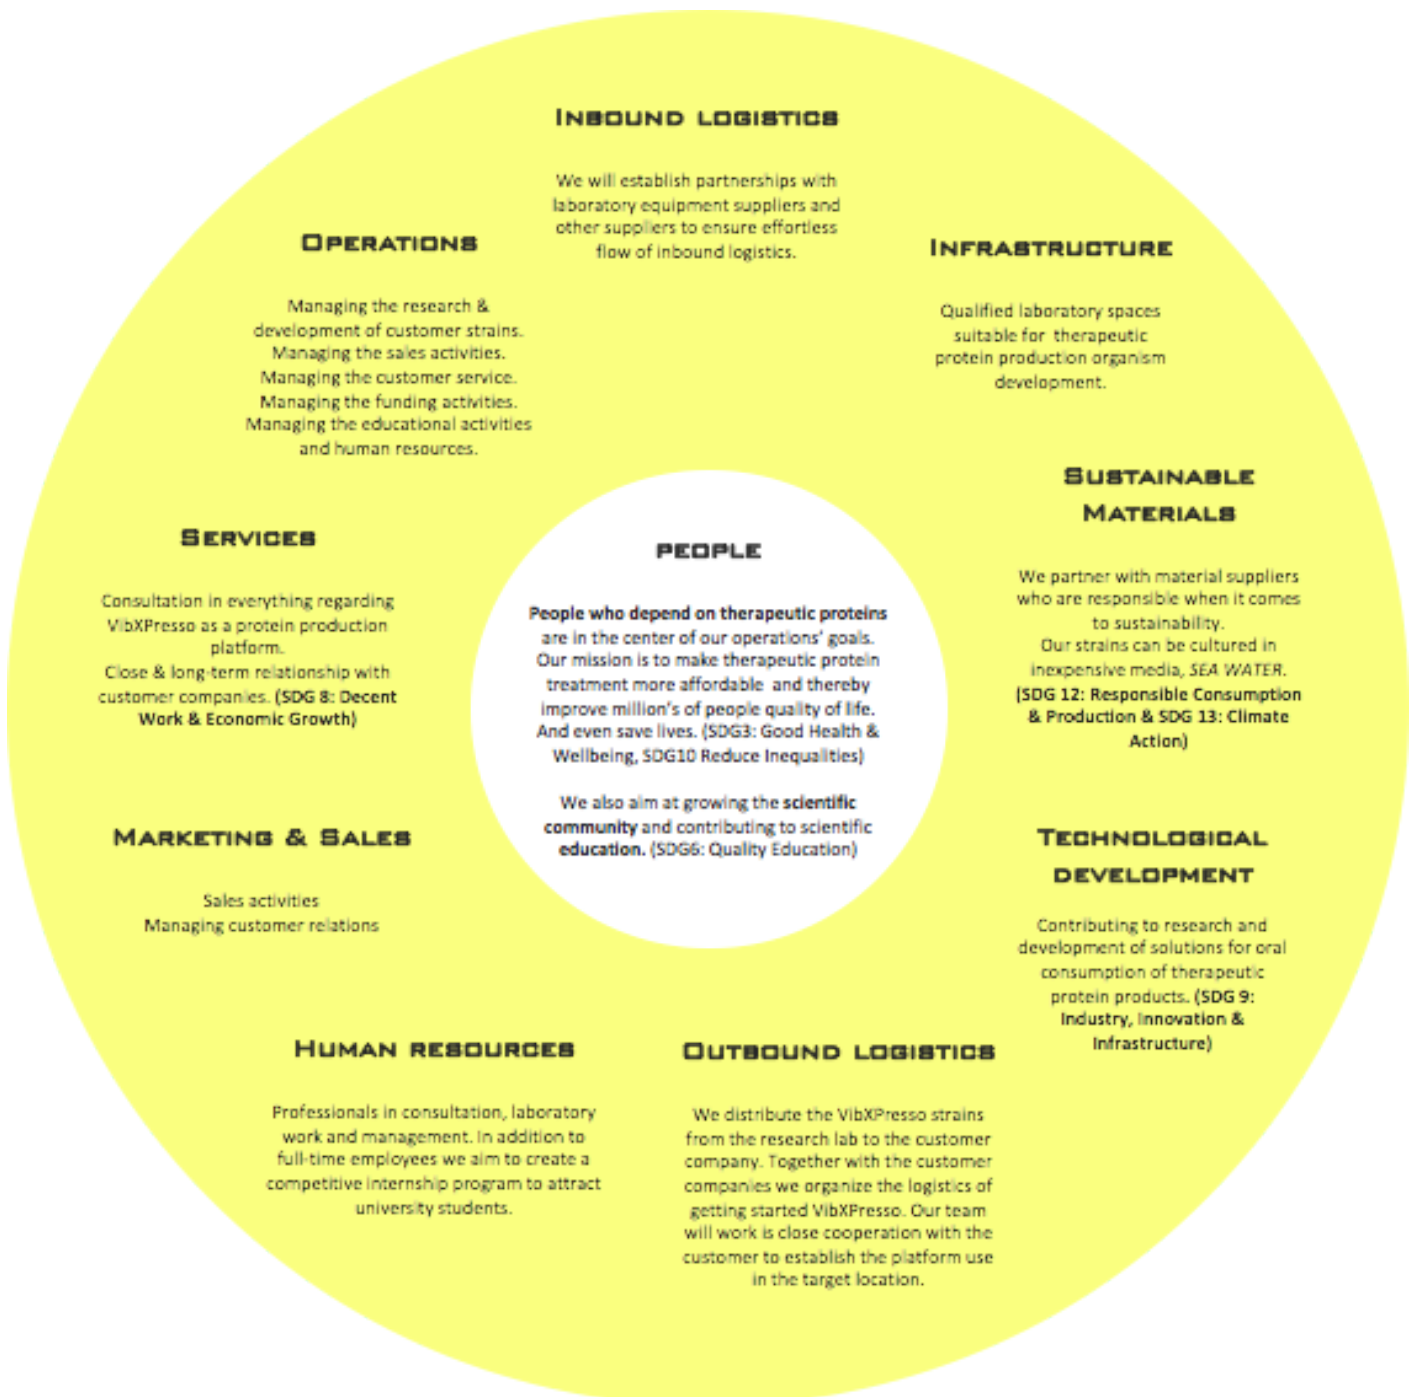 INBOUND LOGISTICS
We will establish partnerships with
laboratory equipment suppliers and
other suppliers to ensure effortless
flow of inbound logistics.
INFRASTRUCTURE
Qualified laboratory spaces
suitable for therapeutic
protein production organism
development.
SUSTAINABLE
MATERIALS
We partner with material suppliers
who are responsible when it comes
to sustainability.
Our strains can be cultured in
inexpensive media, SEA WATER.
(SDG 12: Responsible Consumption
& Production & SDG 13: Climate
Action)
TECHNOLOGICAL
DEVELOPMENT
Contributing to research and
development of solutions for oral
consumption of therapeutic
protein products. (SDG 9:
Industry, Innovation &
Infrastructure)
OUTBOUND LOGISTICS
We distribute the VibXPresso strains
from the research lab to the customer
company. Together with the customer
companies we organize the logistics of
getting started VibXPresso. Our team
will work is close cooperation with the
customer to establish the platform use
in the target location.
HUMAN RESOURCES
Professionals in consultation, laboratory
work and management. In addition to
full-time employees we aim to create a
competitive internship program to attract
university students.
MARKETING & SALES
Sales activities
Managing customer relations
SERVICES
Consultation in everything regarding
VibXPresso as a protein production
platform.
Close & long-term relationship with
customer companies. (SDG 8: Decent
Work & Economic Growth)
OPERATIONS
Managing the research &
development of customer strains.
Managing the sales activities.
Managing the customer service.
Managing the funding activities.
Managing the educational activities
and human resources.
PEOPLE
People who depend on therapeutic proteins
are in the center of our operations' goals.
Our mission is to make therapeutic protein
treatment more affordable and thereby
improve million's of people quality of life.
And even save lives. (SDG3: Good Health &
Wellbeing, SDG10 Reduce Inequalities)
We also aim at growing the scientific
community and contributing to scientific
education. (SDG6: Quality Education)